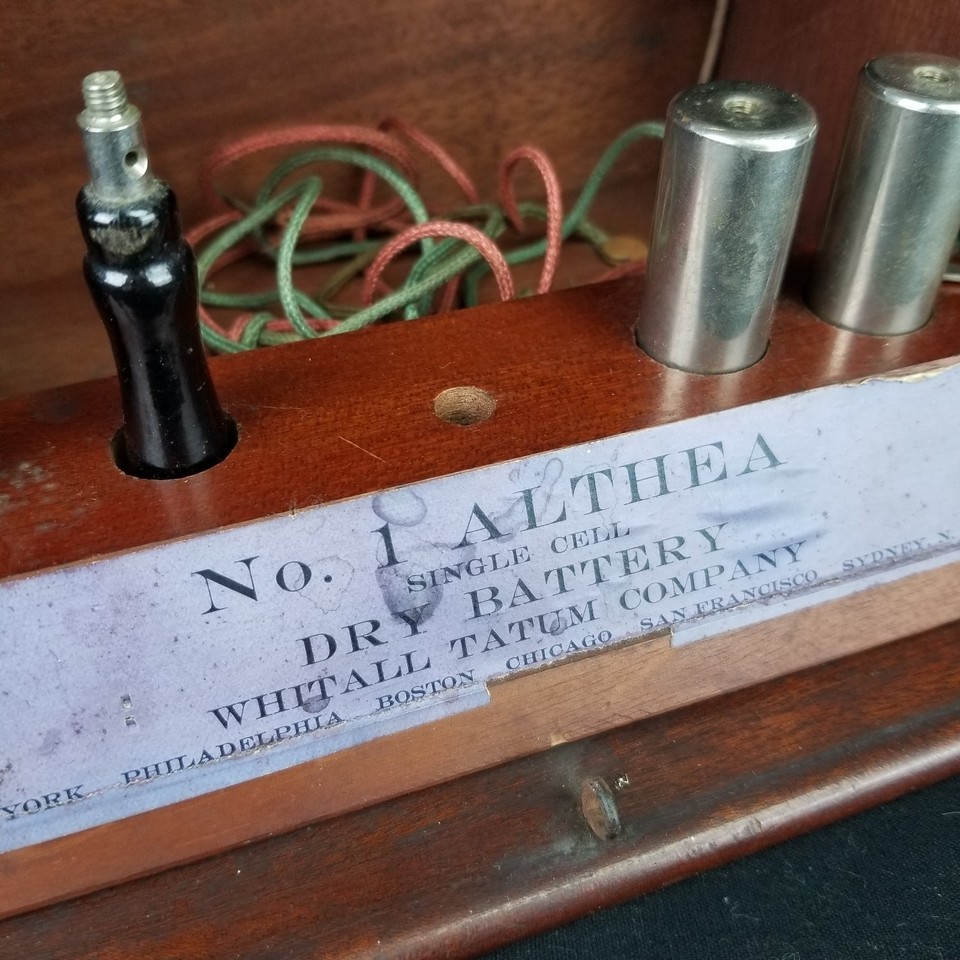 No. 1 ALTHEA
SINGLE CELL
DRY BATTERY
WHITALL TATUM COMPANY
YORK PHILADELPHIA BOSTON CHICAGO SAN FRANCISCO SYDNEY, N.